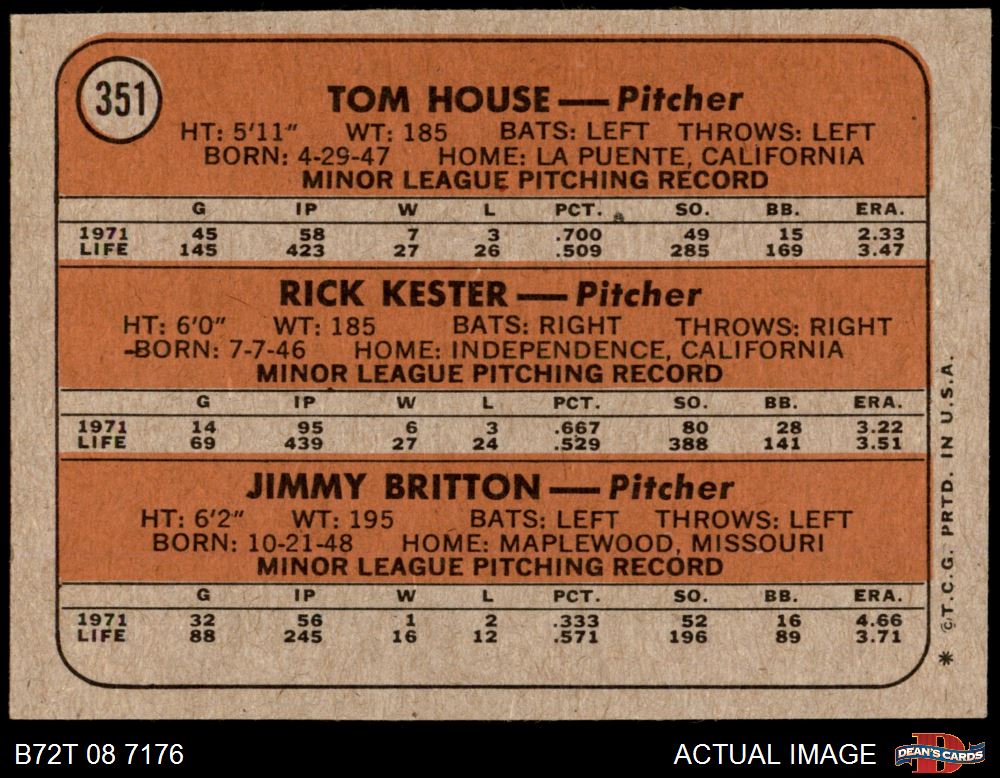 351
TOM HOUSE — Pitcher
HT: 5'11" WT: 185 BATS: LEFT THROWS: LEFT
BORN: 4-29-47 HOME: LA PUENTE, CALIFORNIA
MINOR LEAGUE PITCHING RECORD
G IP W L PCT. SO. BB. ERA.
1971 45 58 7 3 .700 49 15 2.33
LIFE 145 423 27 26 .509 285 169 3.47
RICK KESTER — Pitcher
HT: 6'0" WT: 185 BATS: RIGHT THROWS: RIGHT
BORN: 7-7-46 HOME: INDEPENDENCE, CALIFORNIA
MINOR LEAGUE PITCHING RECORD
G IP W L PCT. SO. BB. ERA.
1971 14 95 6 3 .667 80 28 3.22
LIFE 69 439 27 24 .529 388 141 3.51
JIMMY BRITTON — Pitcher
HT: 6'2" WT: 195 BATS: LEFT THROWS: LEFT
BORN: 10-21-48 HOME: MAPLEWOOD, MISSOURI
MINOR LEAGUE PITCHING RECORD
G IP W L PCT. SO. BB. ERA.
1971 32 56 1 2 .333 52 16 4.66
LIFE 88 245 16 12 .571 196 89 3.71
* © T.C.G. PRTD. IN U.S.A.
B72T 08 7176 ACTUAL IMAGE
D
DEAN'S CARDS